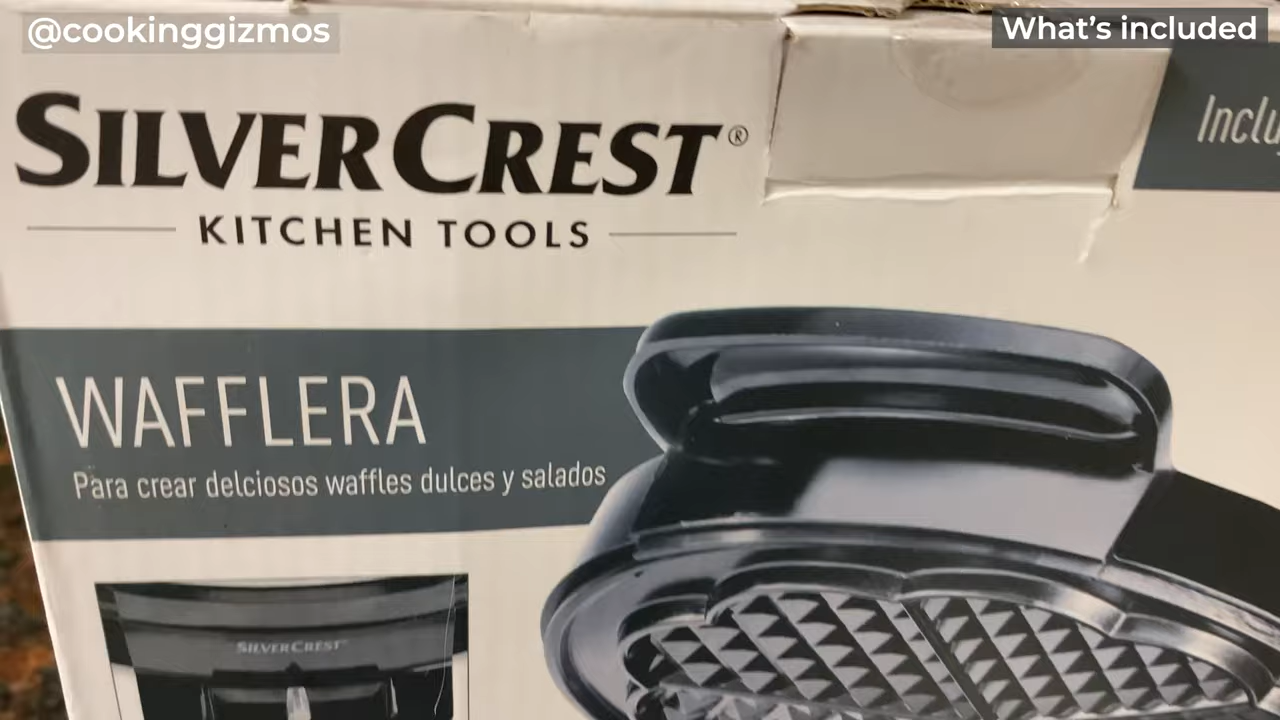 @cookinggizmos
What's included
SILVERCREST®
KITCHEN TOOLS
Inclu
WAFFLERA
Para crear delciosos waffles dulces y salados
SILVERCREST